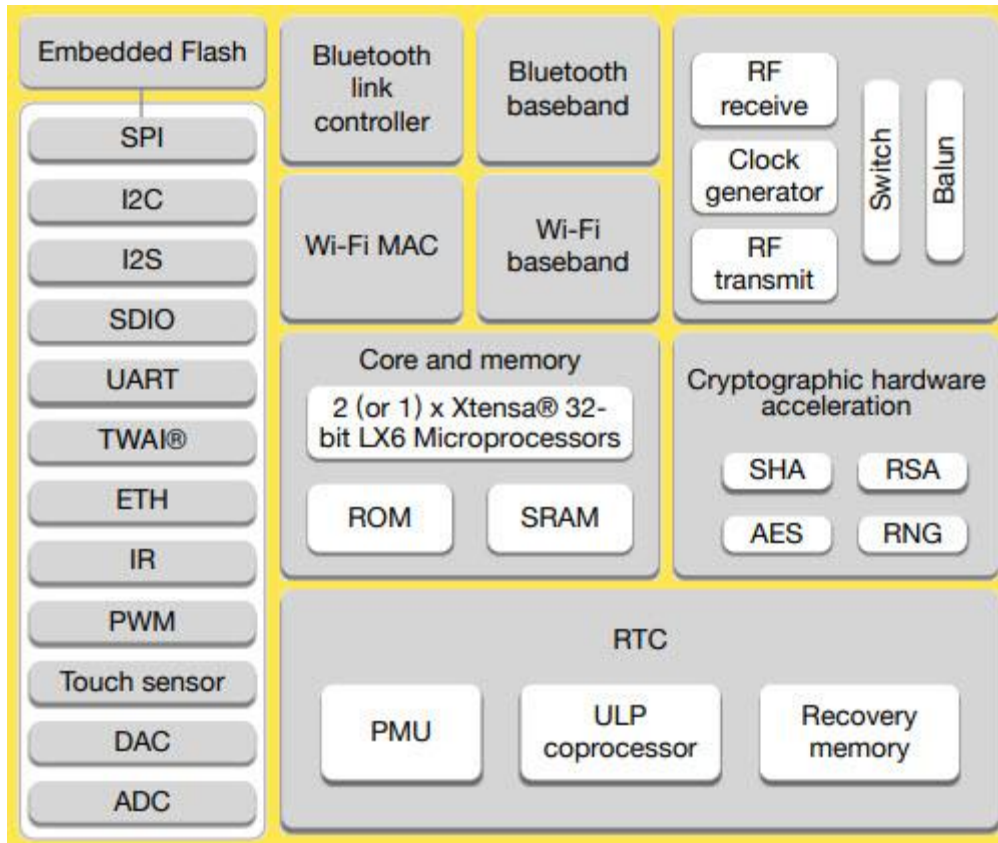 Embedded Flash
SPI
I2C
I2S
SDIO
UART
TWAI®
ETH
IR
PWM
Touch sensor
DAC
ADC
Bluetooth
link
controller
Bluetooth
baseband
Wi-Fi MAC
Wi-Fi
baseband
RF
receive
Clock
generator
RF
transmit
Switch
Balun
Core and memory
2 (or 1) x Xtensa® 32-
bit LX6 Microprocessors
ROM
SRAM
Cryptographic hardware
acceleration
SHA
RSA
AES
RNG
RTC
PMU
ULP
coprocessor
Recovery
memory